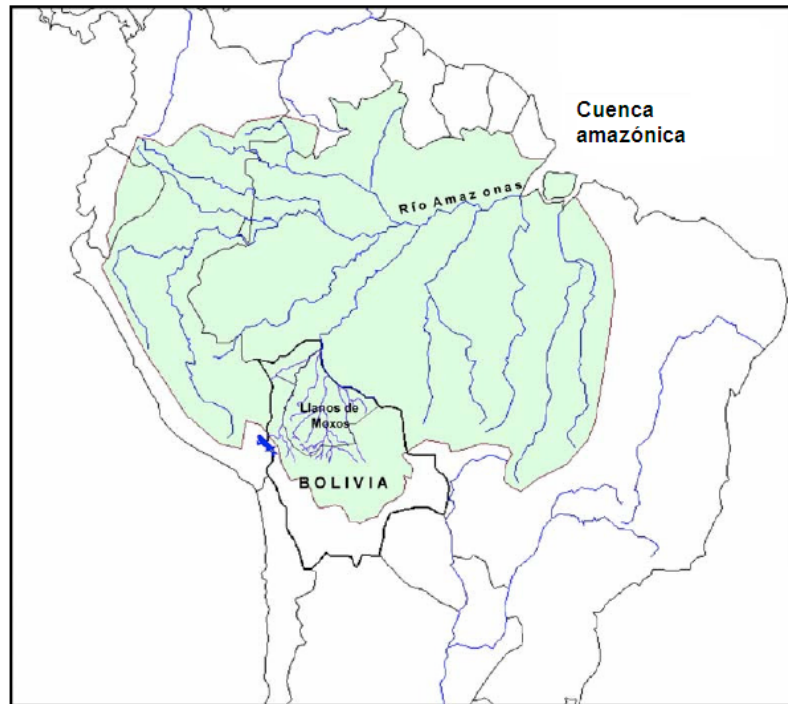 Cuenca
amazónica
Río Amazonas
Llanos de
Moxos
BOLIVIA